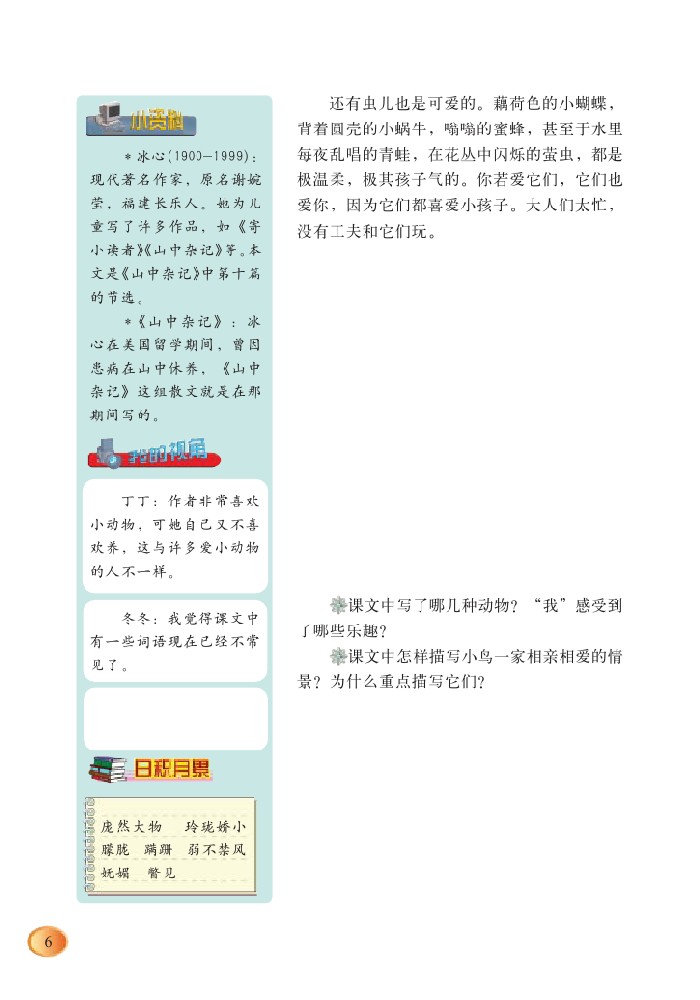 小资料
*冰心(1900—1999)：
现代著名作家，原名谢婉
莹，福建长乐人。她为儿
童写了许多作品，如《寄
小读者》《山中杂记》等。本
文是《山中杂记》中第十篇
的节选。
*《山中杂记》：冰
心在美国留学期间，曾因
患病在山中休养，《山中
杂记》这组散文就是在那
期间写的。
我的视角
丁丁：作者非常喜欢
小动物，可她自己又不喜
欢养，这与许多爱小动物
的人不一样。
冬冬：我觉得课文中
有一些词语现在已经不常
见了。
日积月累
庞然大物 玲珑娇小
朦胧 蹒跚 弱不禁风
妩媚 瞥见
还有虫儿也是可爱的。藕荷色的小蝴蝶，
背着圆壳的小蜗牛，嗡嗡的蜜蜂，甚至于水里
每夜乱唱的青蛙，在花丛中闪烁的萤虫，都是
极温柔，极其孩子气的。你若爱它们，它们也
爱你，因为它们都喜爱小孩子。大人们太忙，
没有工夫和它们玩。
课文中写了哪几种动物？“我”感受到
了哪些乐趣？
课文中怎样描写小鸟一家相亲相爱的情
景？为什么重点描写它们？
6